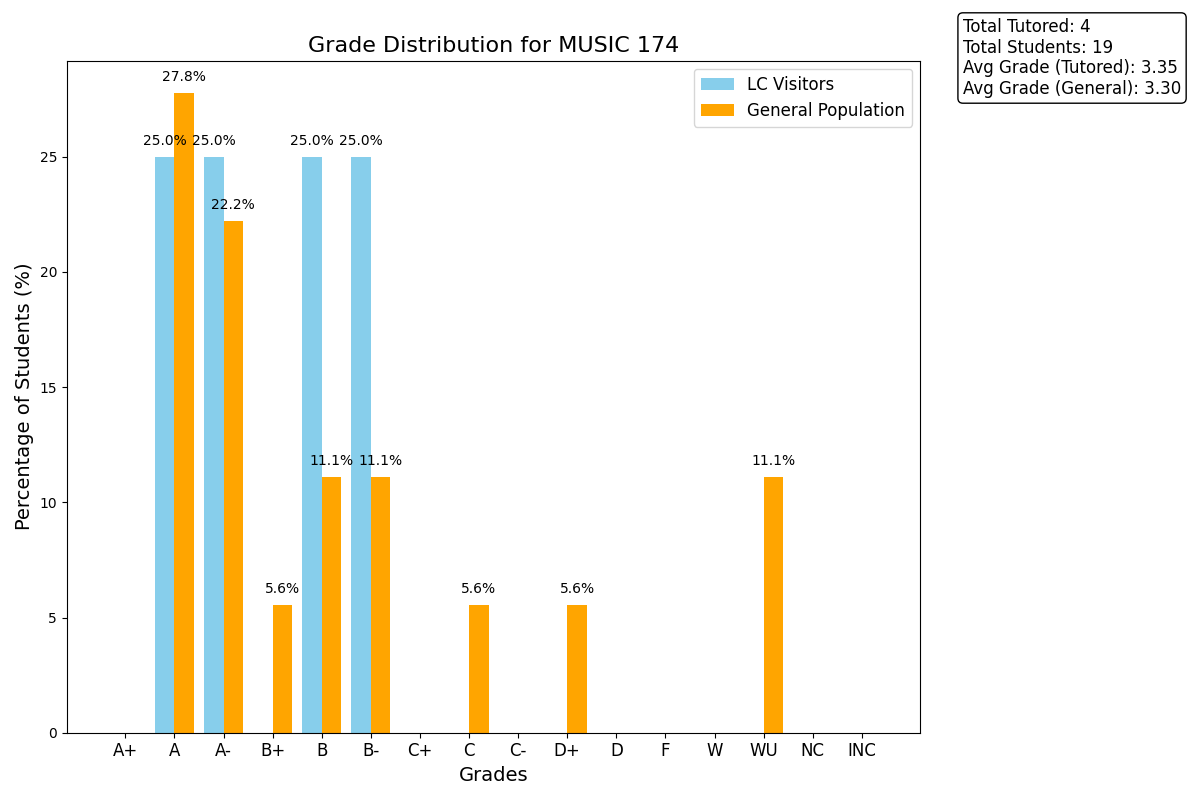 Grade Distribution for MUSIC 174
Total Tutored: 4
Total Students: 19
Avg Grade (Tutored): 3.35
Avg Grade (General): 3.30
LC Visitors
General Population
27.8%
25.0% 25.0% 25.0% 25.0%
22.2%
11.1% 11.1% 11.1%
5.6% 5.6% 5.6%
Percentage of Students (%)
25
20
15
10
5
0
A+ A A- B+ B B- C+ C C- D+ D F W WU NC INC
Grades